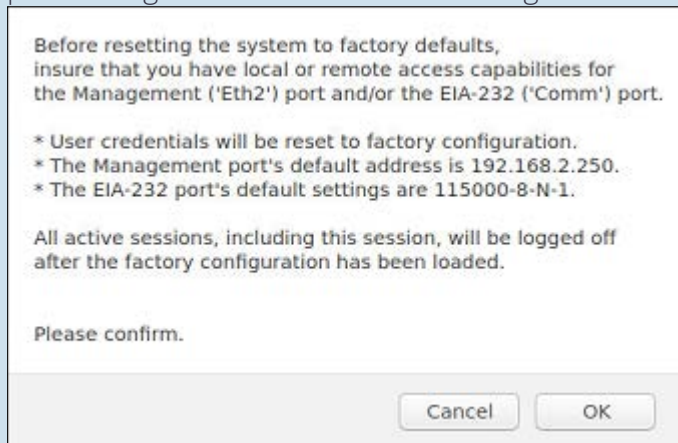 Before resetting the system to factory defaults,
insure that you have local or remote access capabilities for
the Management ('Eth2') port and/or the EIA-232 ('Comm') port.
* User credentials will be reset to factory configuration.
* The Management port's default address is 192.168.2.250.
* The EIA-232 port's default settings are 115000-8-N-1.
All active sessions, including this session, will be logged off
after the factory configuration has been loaded.
Please confirm.
Cancel OK